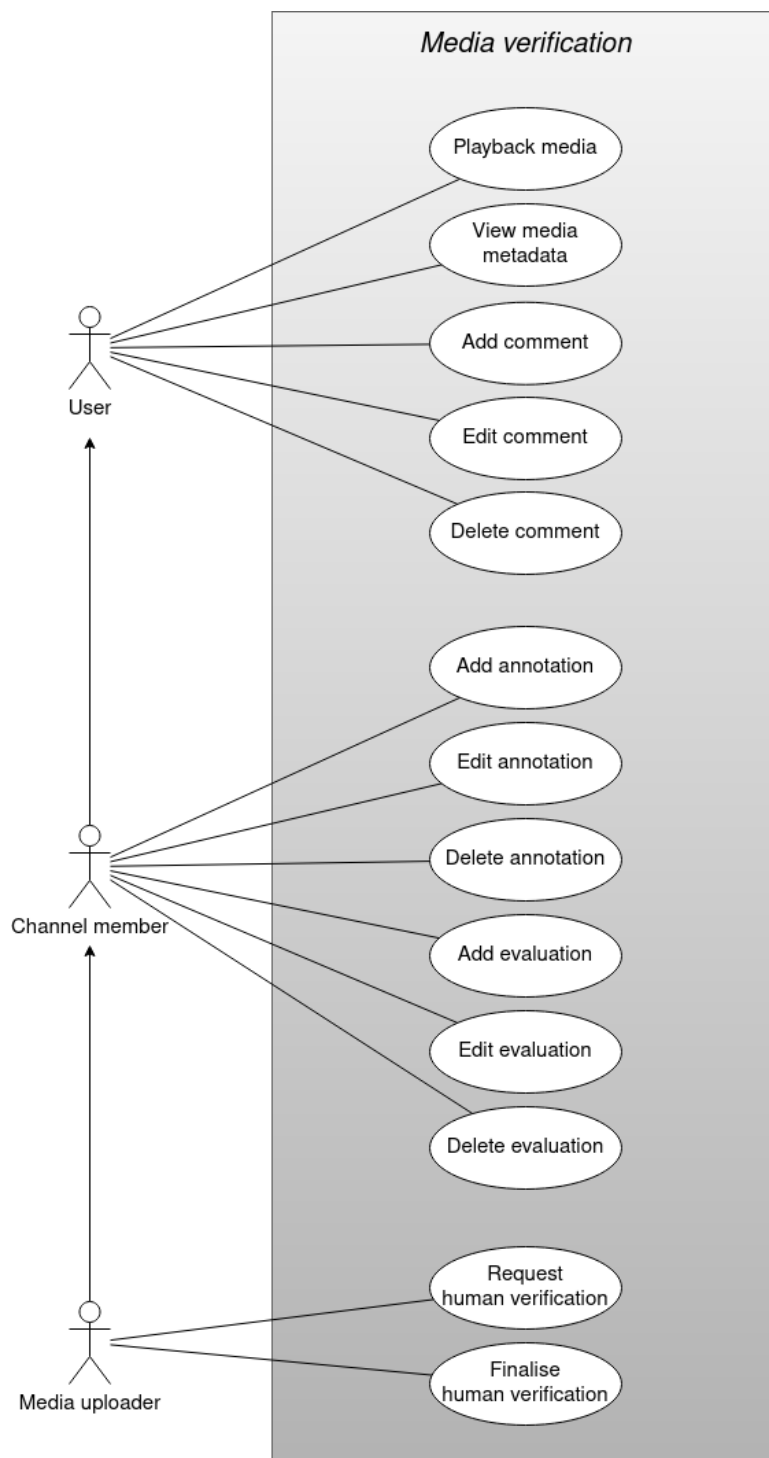 Media verification
Playback media
View media
metadata
Add comment
User
Edit comment
Delete comment
Add annotation
Edit annotation
Delete annotation
Channel member
Add evaluation
Edit evaluation
Delete evaluation
Request
human verification
Finalise
human verification
Media uploader